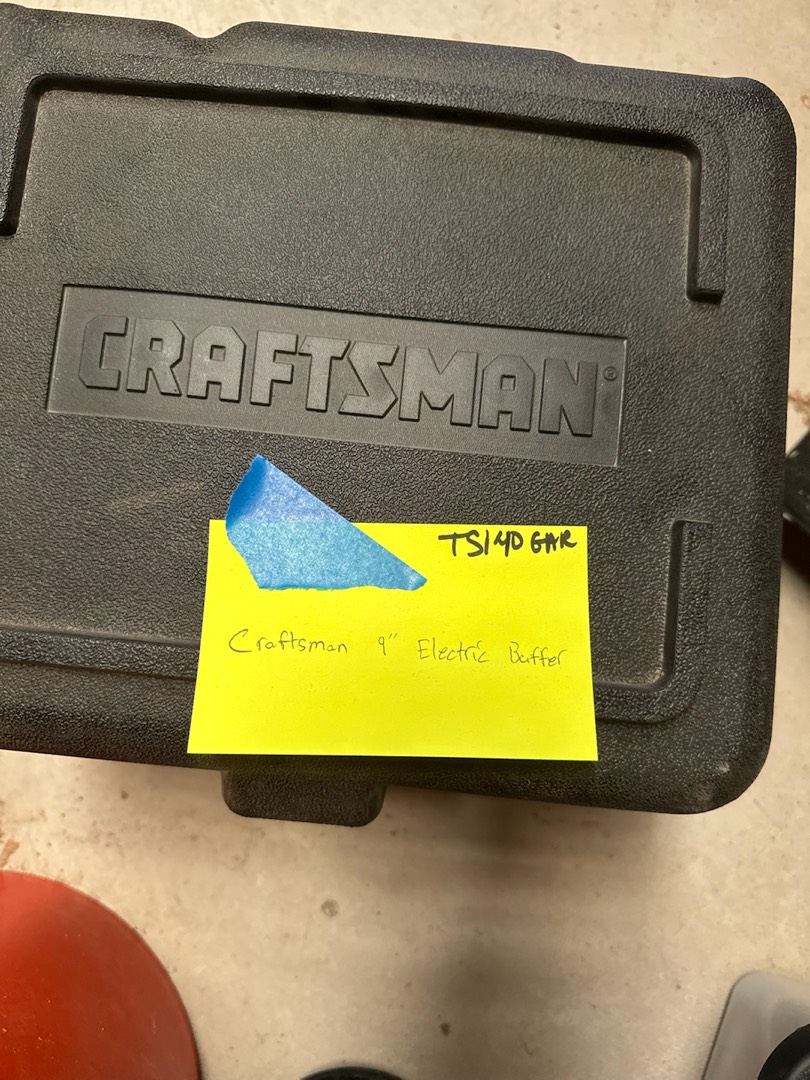 CRAFTSMAN®
TS140 GAR
Craftsman 9" Electric Buffer